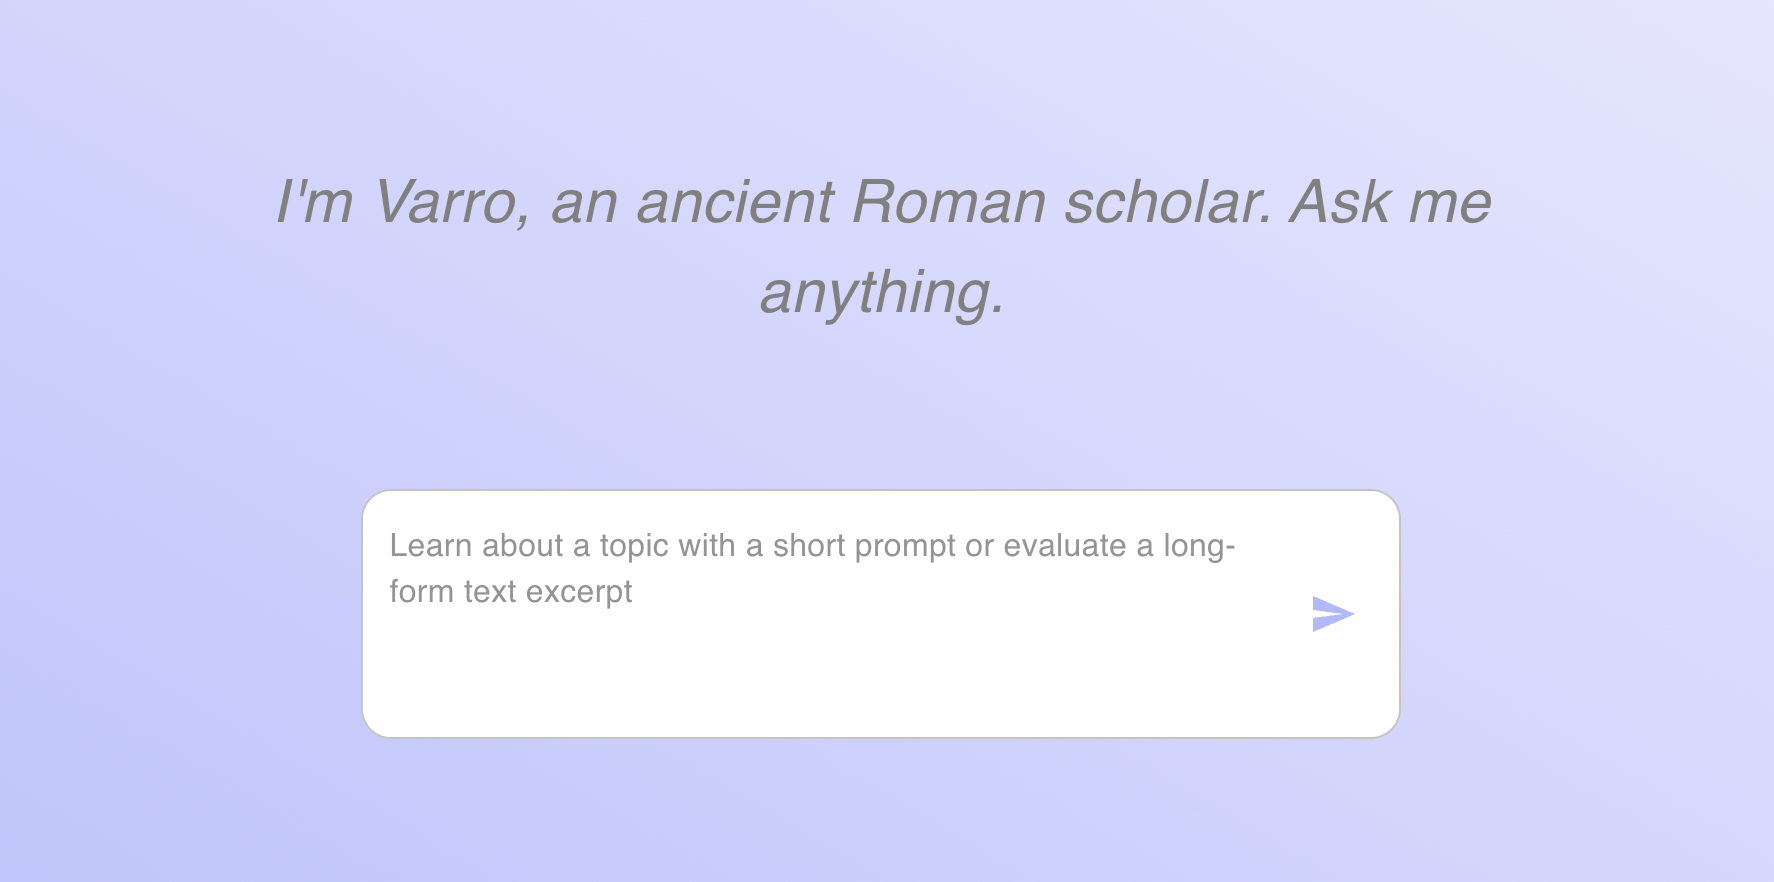 I'm Varro, an ancient Roman scholar. Ask me
anything.
Learn about a topic with a short prompt or evaluate a long-
form text excerpt